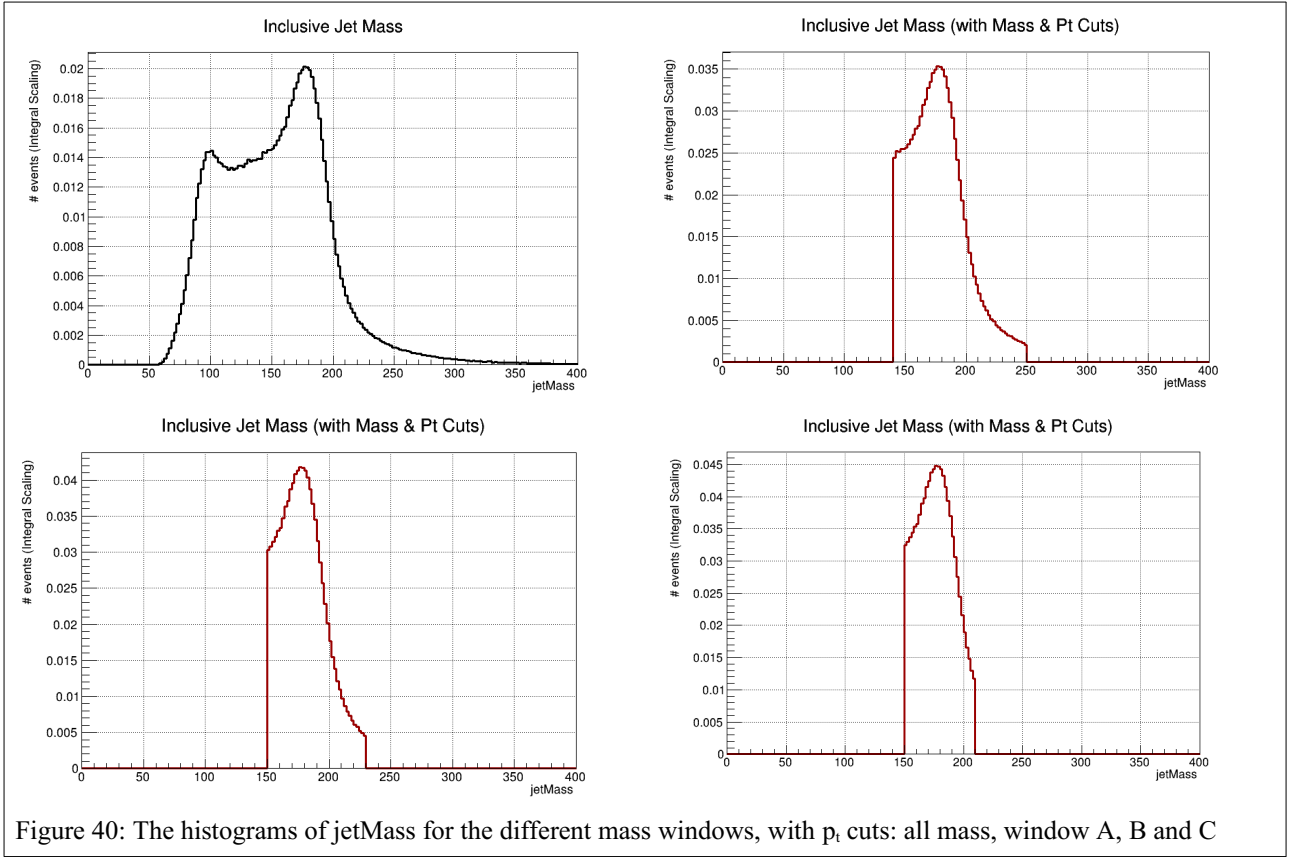 Inclusive Jet Mass
# events (Integral Scaling)
0.02
0.018
0.016
0.014
0.012
0.01
0.008
0.006
0.004
0.002
0
0 50 100 150 200 250 300 350 400
jetMass
Inclusive Jet Mass (with Mass & Pt Cuts)
# events (Integral Scaling)
0.035
0.03
0.025
0.02
0.015
0.01
0.005
0
0 50 100 150 200 250 300 350 400
jetMass
Inclusive Jet Mass (with Mass & Pt Cuts)
# events (Integral Scaling)
0.04
0.035
0.03
0.025
0.02
0.015
0.01
0.005
0
0 50 100 150 200 250 300 350 400
jetMass
Inclusive Jet Mass (with Mass & Pt Cuts)
# events (Integral Scaling)
0.045
0.04
0.035
0.03
0.025
0.02
0.015
0.01
0.005
0
0 50 100 150 200 250 300 350 400
jetMass
Figure 40: The histograms of jetMass for the different mass windows, with pₜ cuts: all mass, window A, B and C